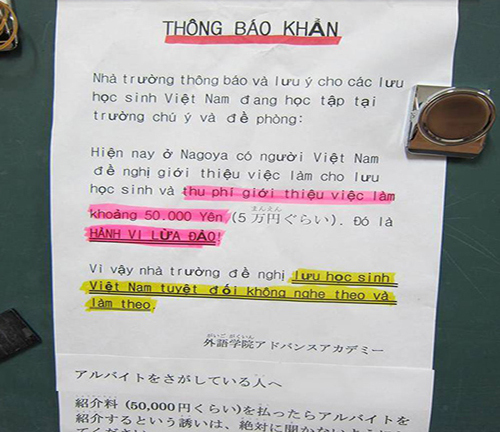 THÔNG BÁO KHẨN
Nhà trường thông báo và lưu ý cho các lưu
học sinh Việt Nam đang học tập tại
trường chú ý và đề phòng:
Hiện nay ở Nagoya có người Việt Nam
đề nghị giới thiệu việc làm cho lưu
học sinh và thu phí giới thiệu việc làm
khoảng 50.000 Yên (5 万円ぐらい). Đó là
HÀNH VI LỪA ĐẢO!
Vì vậy nhà trường đề nghị lưu học sinh
Việt Nam tuyệt đối không nghe theo và
làm theo.
外語学院アドバンスアカデミー
アルバイトをさがしている人へ
紹介料 (50,000円くらい)を払ったらアルバイトを
紹介するという誘いは、絶対に聞かないように